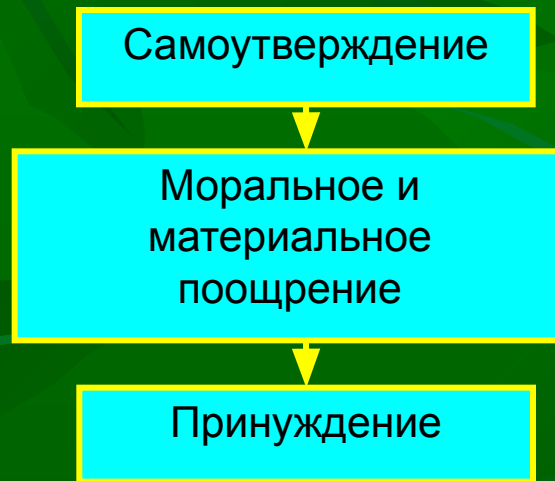 Самоутверждение
Моральное и
материальное
поощрение
Принуждение